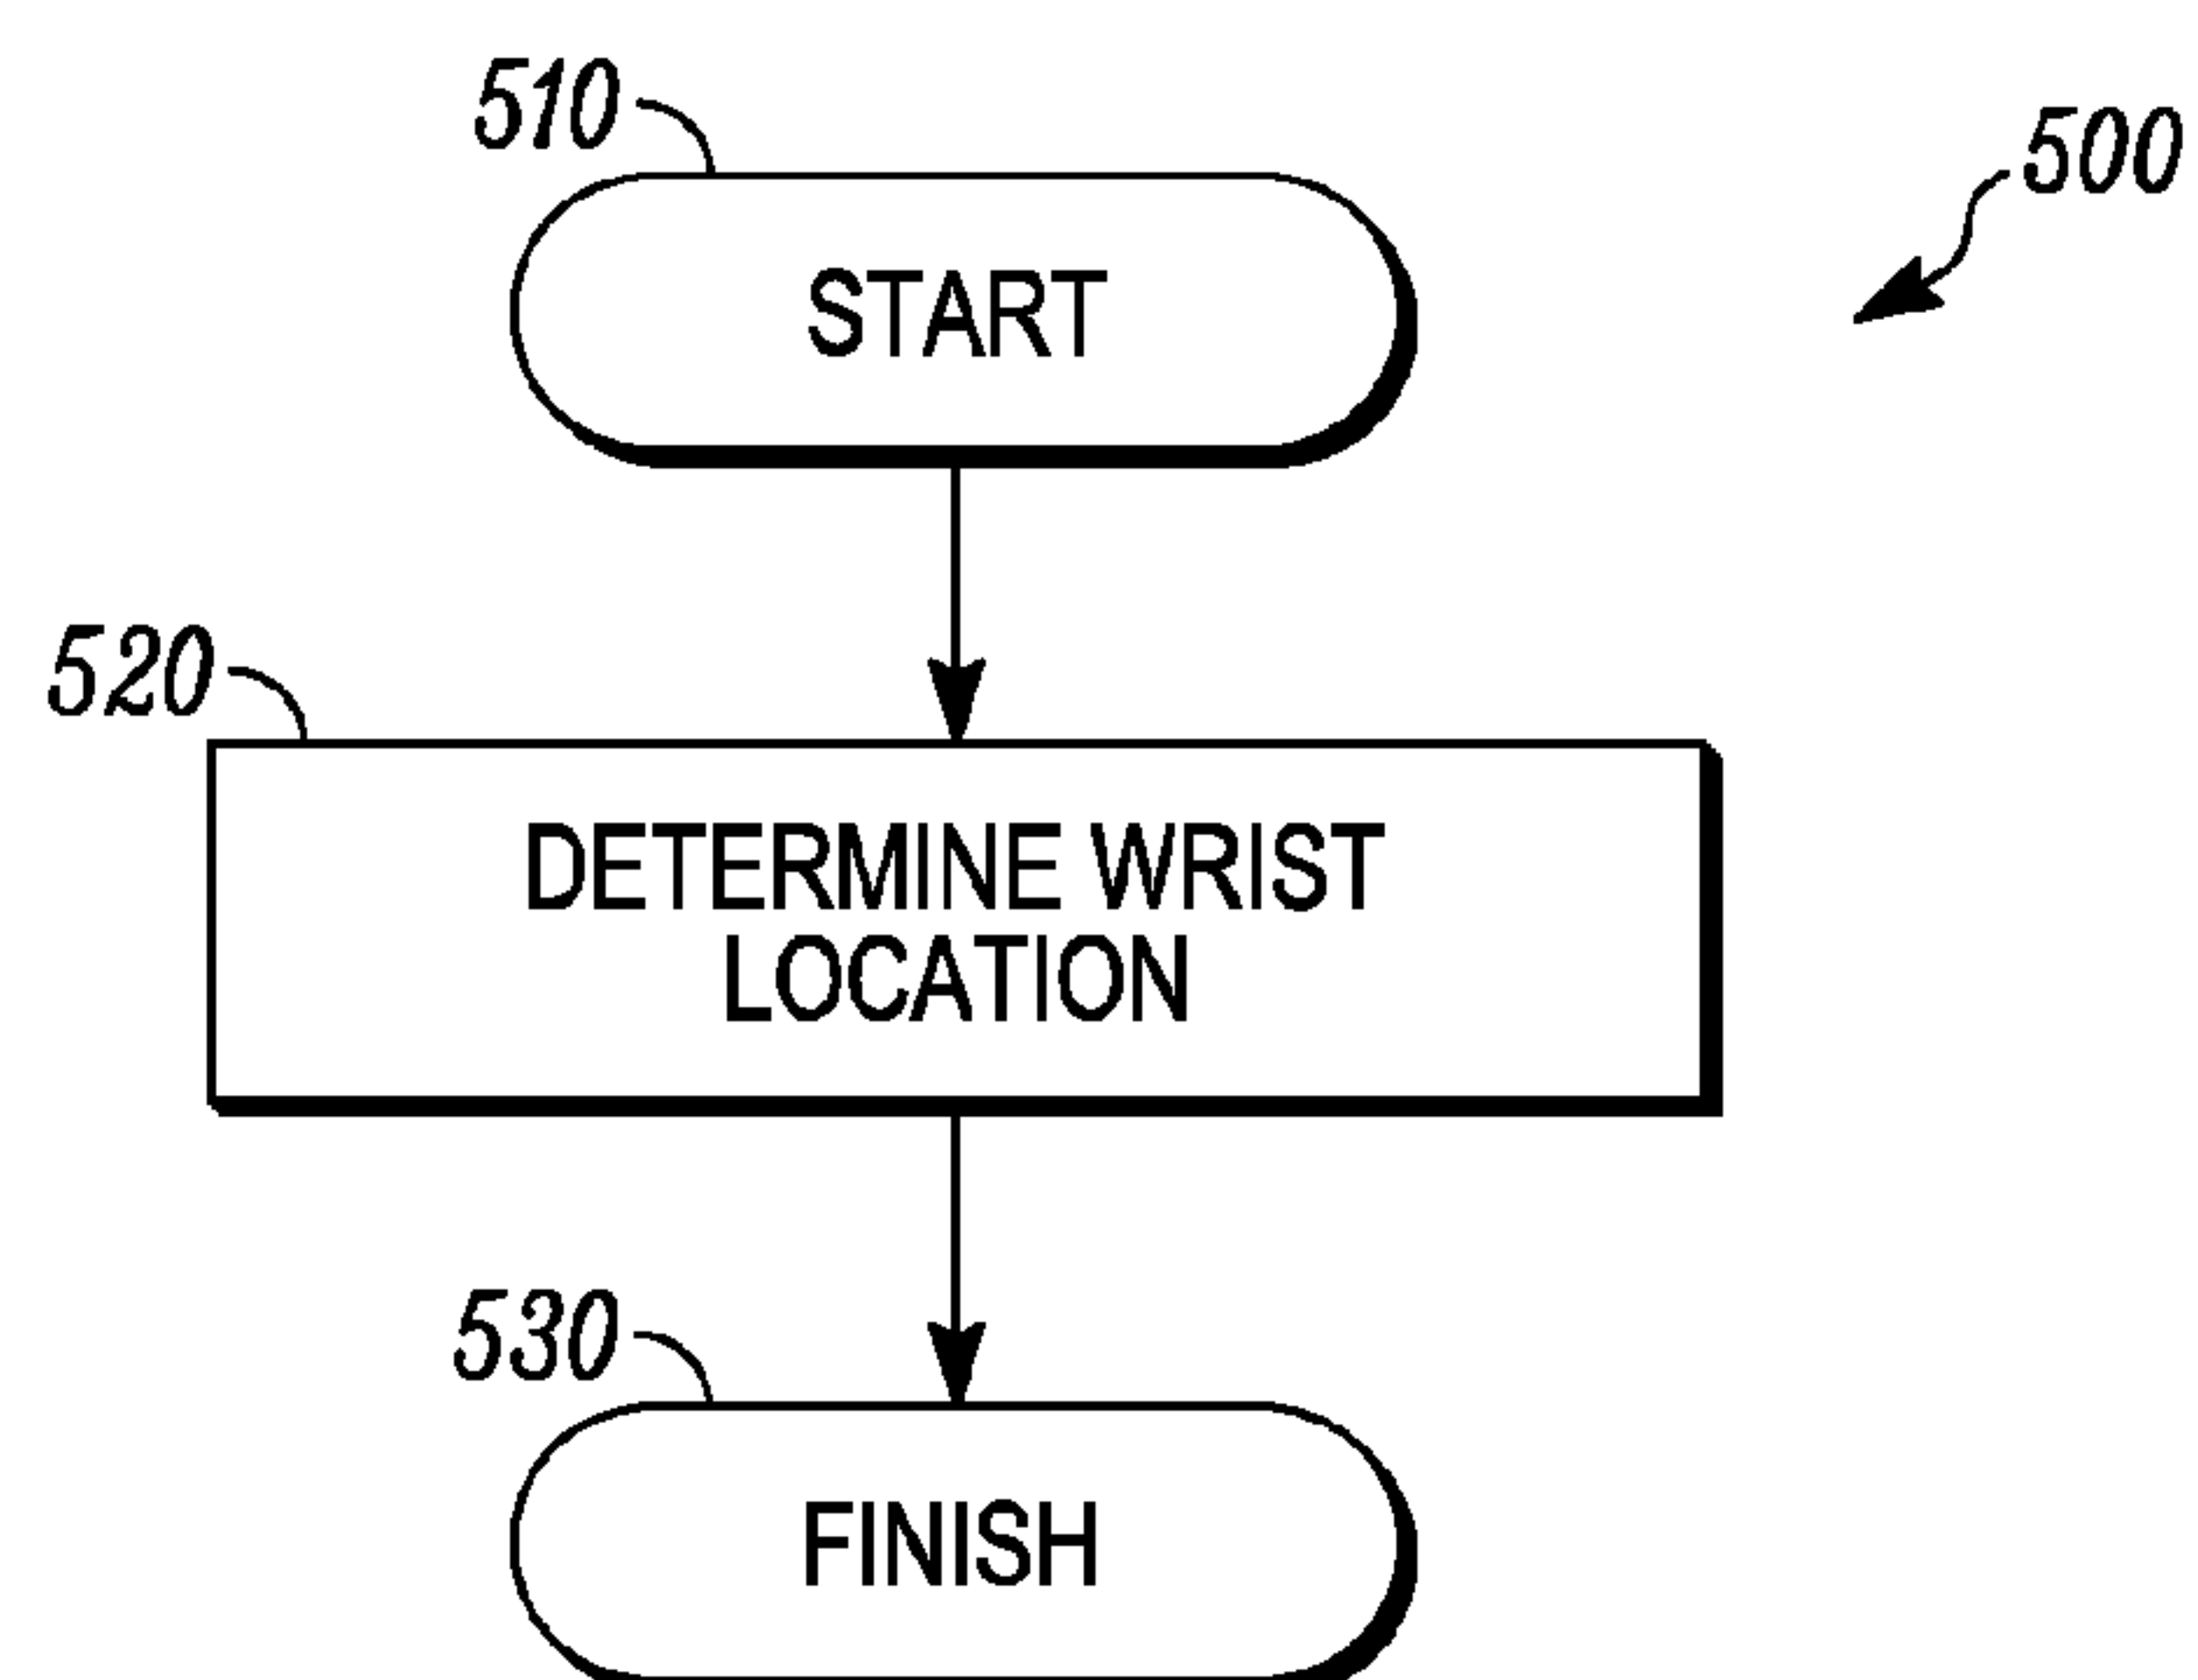 510
500
START
520
DETERMINE WRIST
LOCATION
530
FINISH